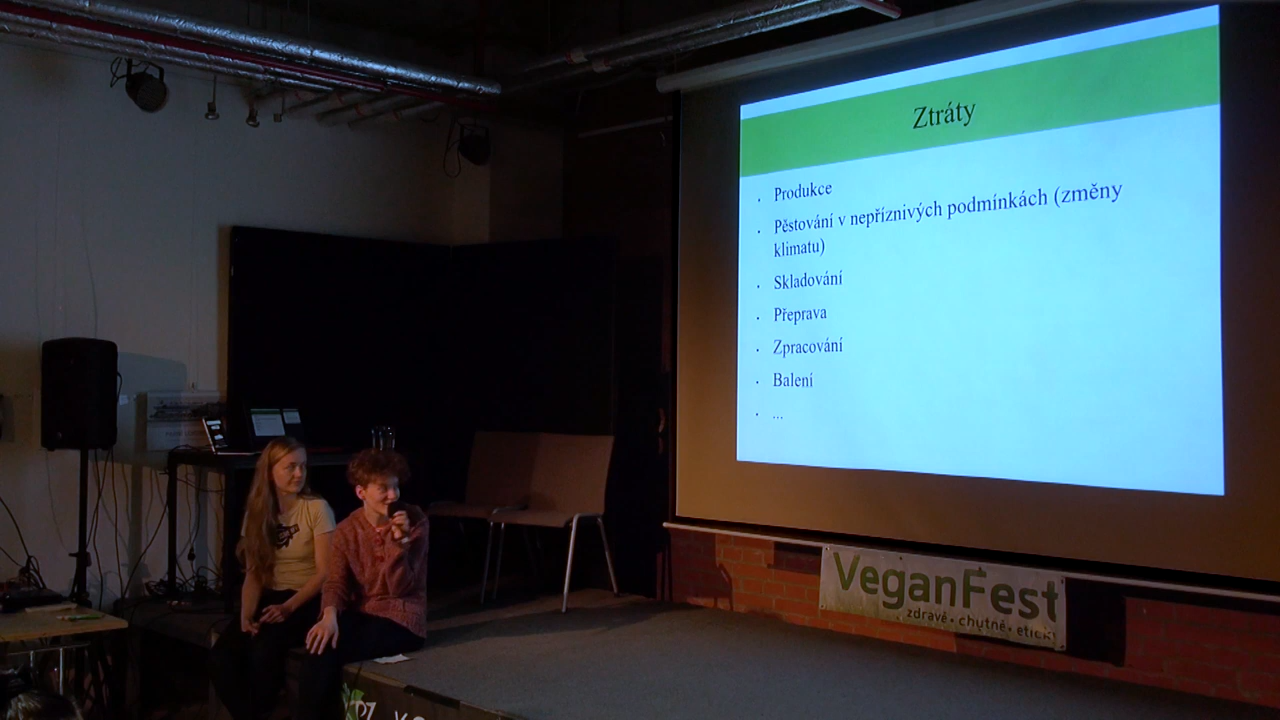 Ztráty
Produkce
Pěstování v nepříznivých podmínkách (změny
klimatu)
Skladování
Přeprava
Zpracování
Balení
...
VeganFest
zdravě • chutně • eticky